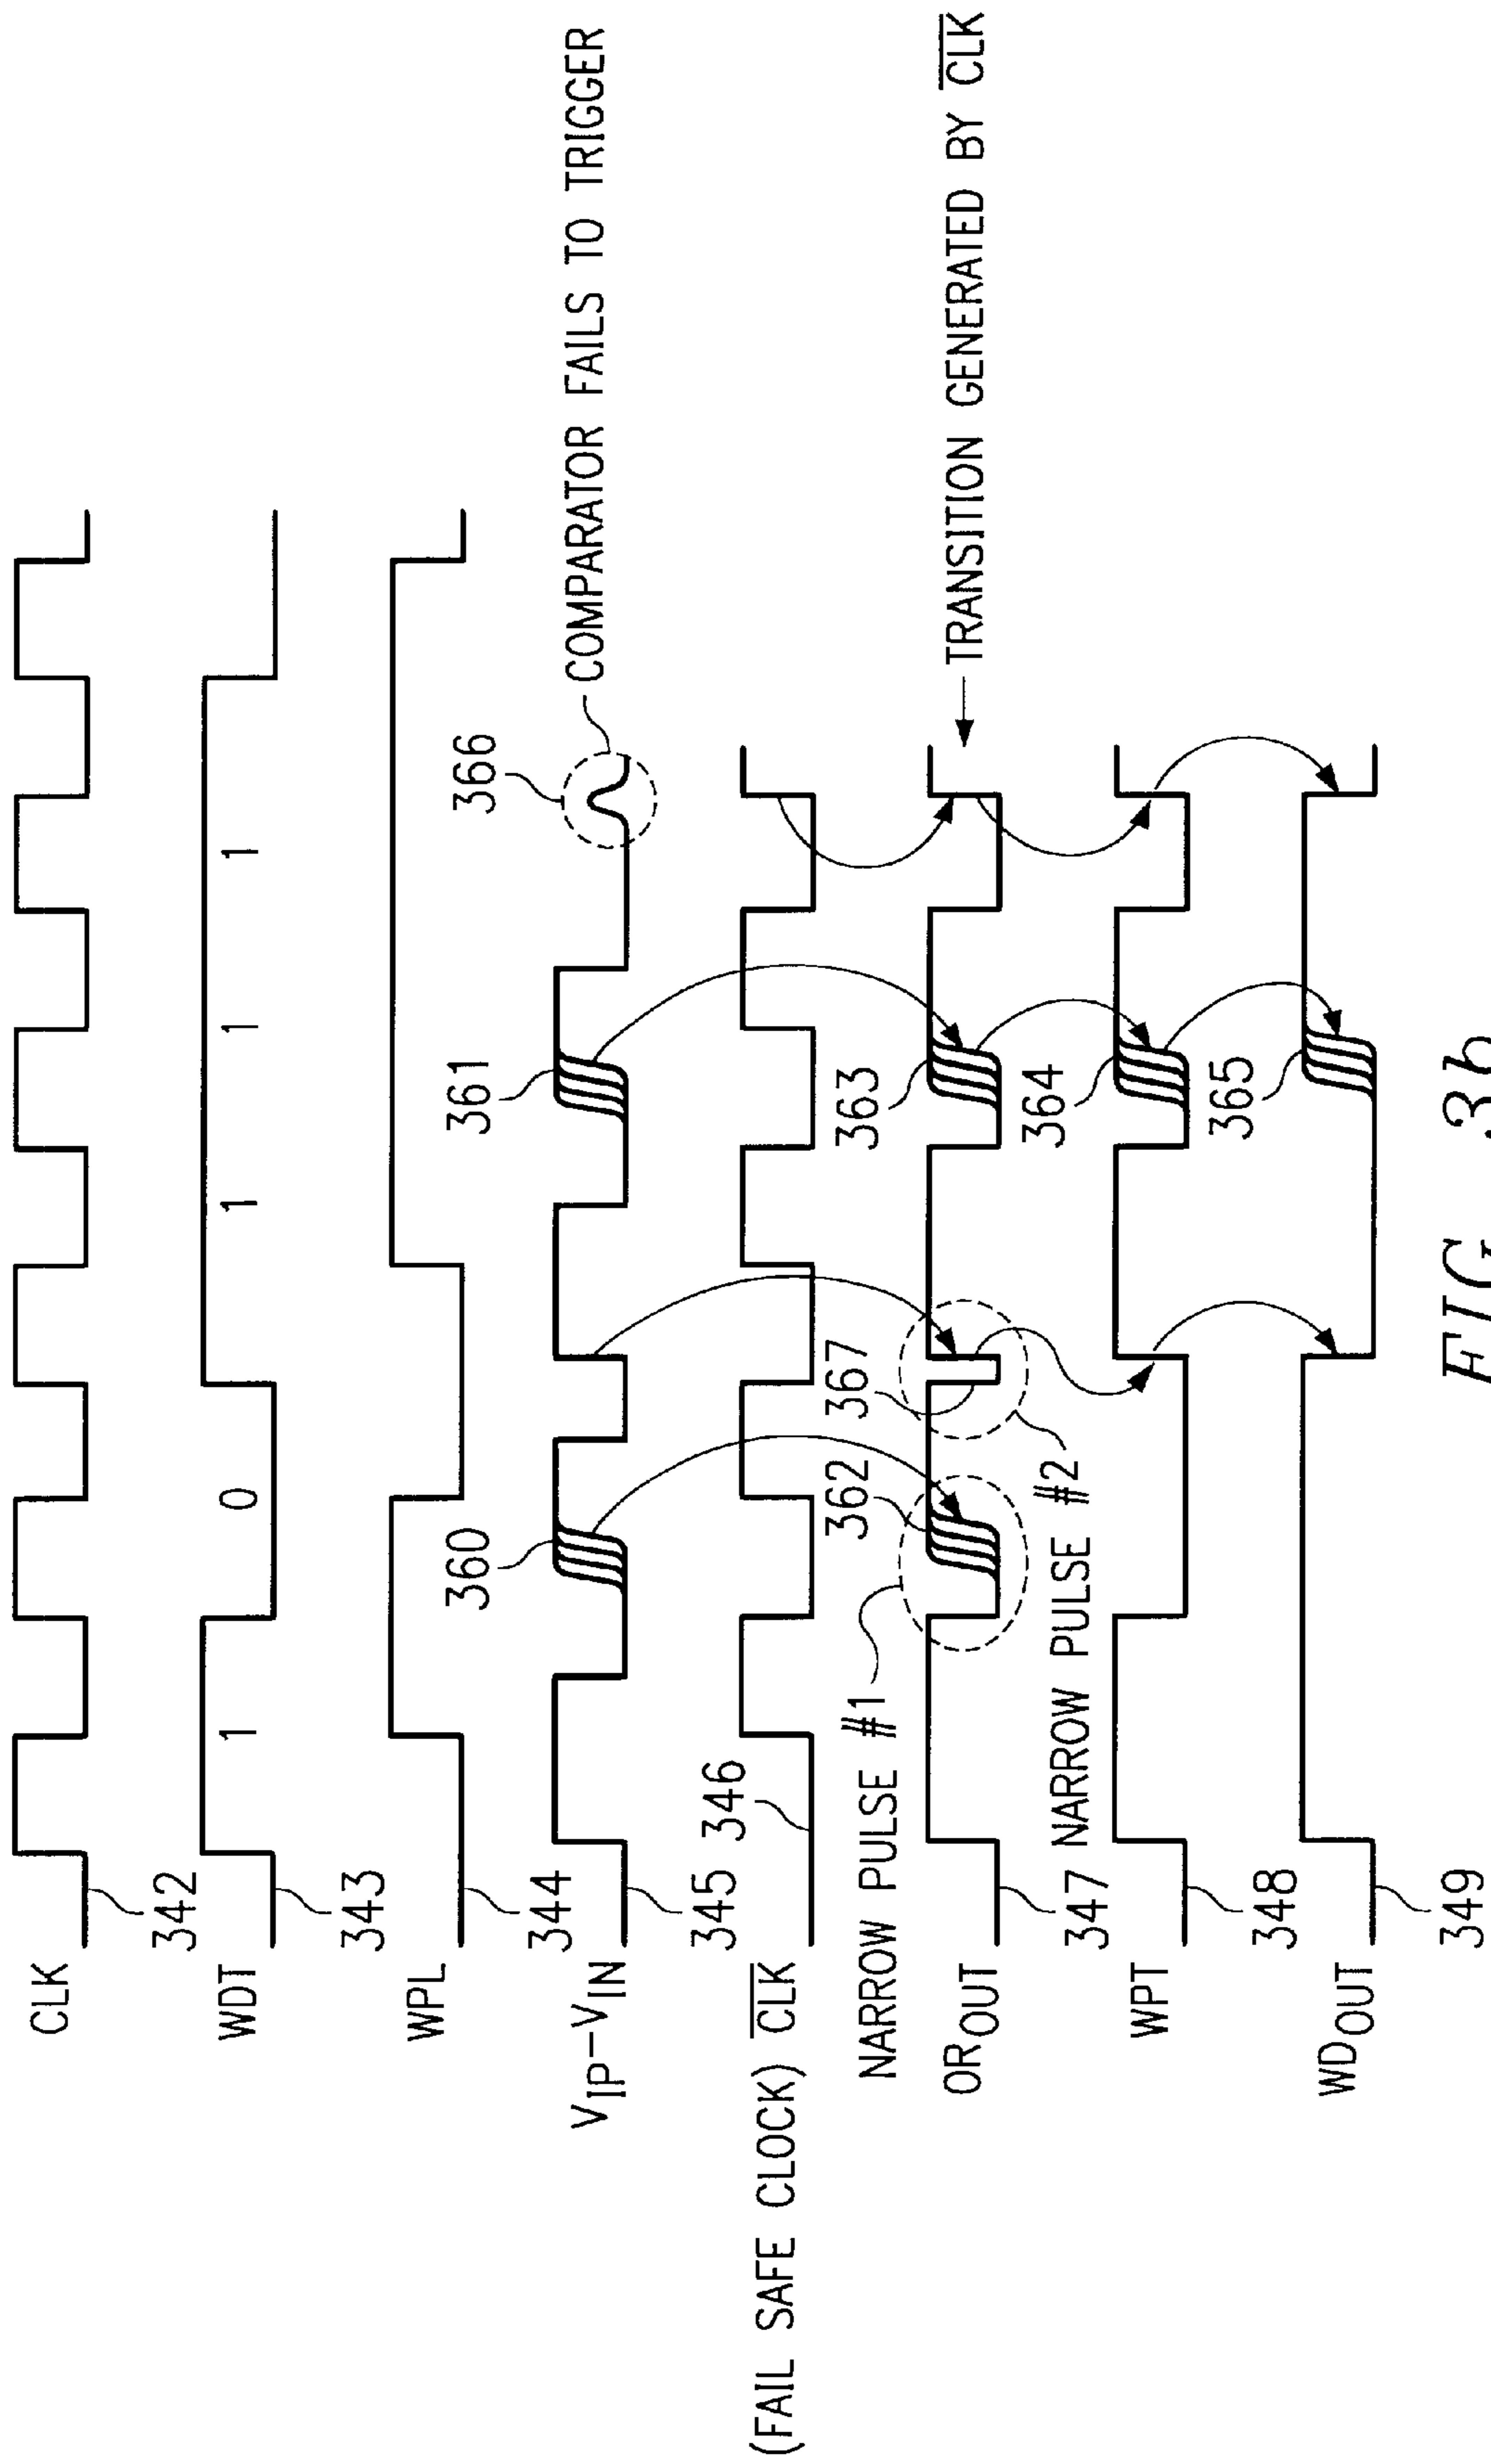 CLK
342
WDT
1 0 1 1 1
343
WPL
344
V_IP–V_IN
360 361 366
COMPARATOR FAILS TO TRIGGER
345
(FAIL SAFE CLOCK) C̅L̅K̅
346
NARROW PULSE #1
OR_OUT
362 367 363
TRANSITION GENERATED BY C̅L̅K̅
347
NARROW PULSE #2
WPT
364
348
WD_OUT
365
349
FIG. 3b